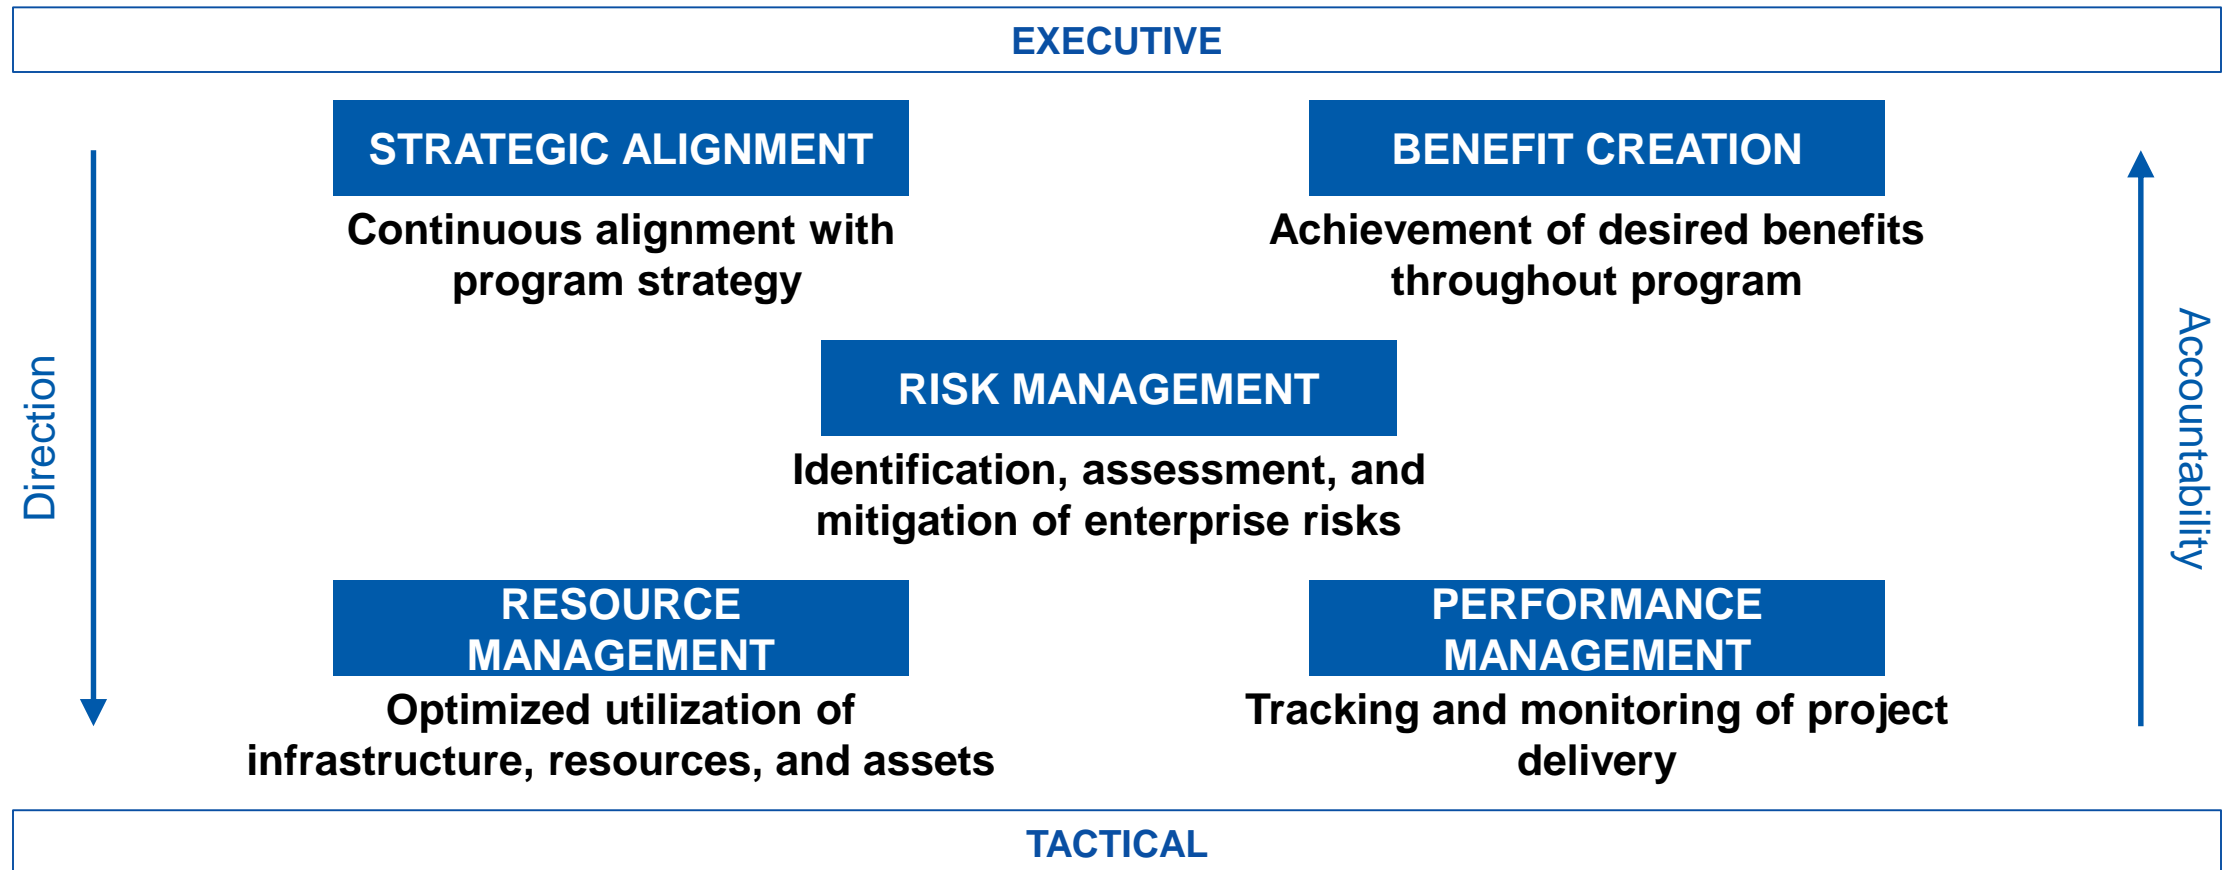 EXECUTIVE
STRATEGIC ALIGNMENT
Continuous alignment with
program strategy
BENEFIT CREATION
Achievement of desired benefits
throughout program
Direction
RISK MANAGEMENT
Identification, assessment, and
mitigation of enterprise risks
Accountability
RESOURCE
MANAGEMENT
Optimized utilization of
infrastructure, resources, and assets
PERFORMANCE
MANAGEMENT
Tracking and monitoring of project
delivery
TACTICAL